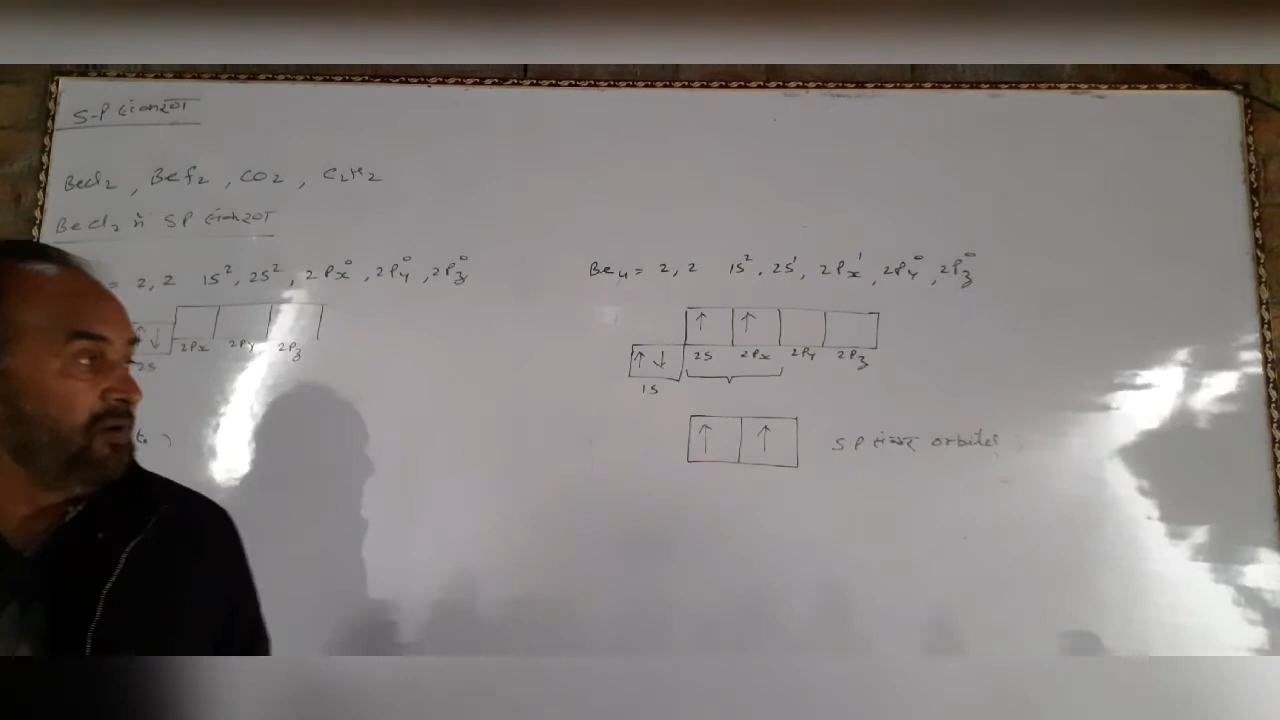 S-P संकरण
BeCl₂, BeF₂, CO₂, C₂H₂
BeCl₂ में SP संकरण
= 2, 2 1S², 2S², 2Px⁰, 2Py⁰, 2Pz⁰
↑ ↓
2S 2Px 2Py 2Pz
Be₄ = 2, 2 1S², 2S¹, 2Px¹, 2Py⁰, 2Pz⁰
↑ ↑
↑ ↓ 2S 2Px 2Py 2Pz
1S
↑ ↑ SP संकर orbitals